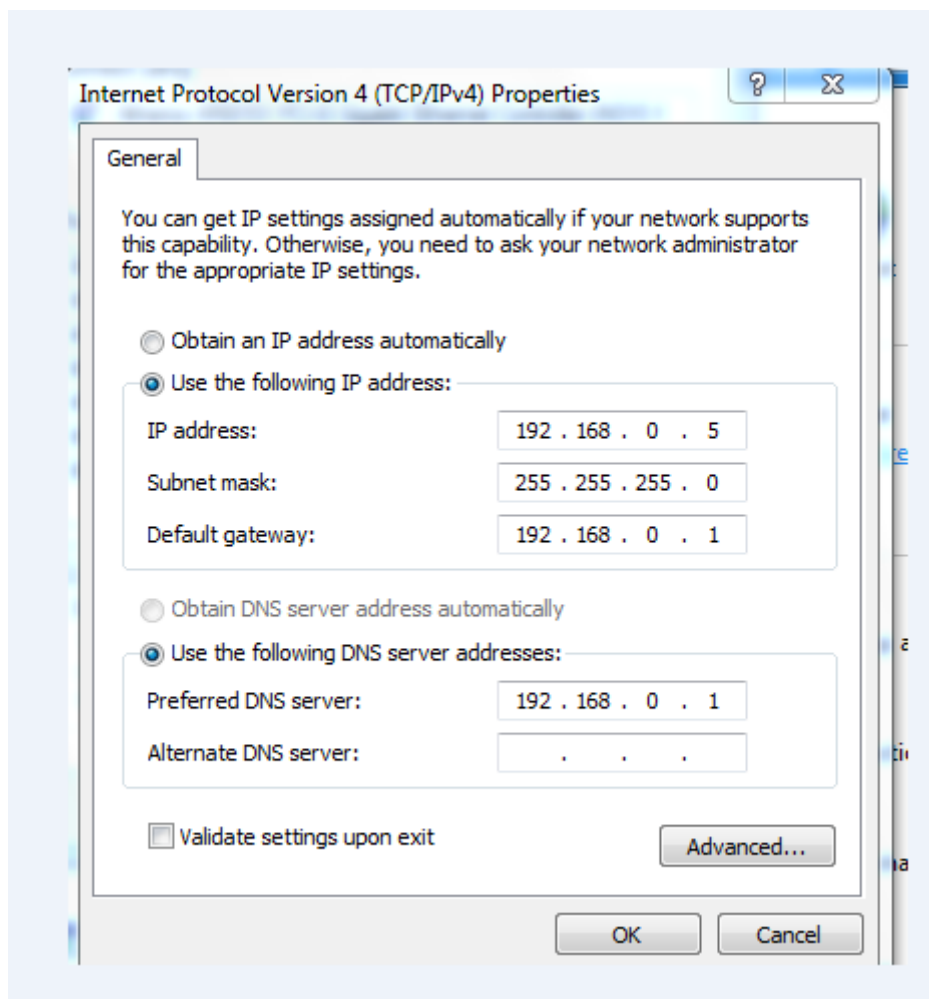 Internet Protocol Version 4 (TCP/IPv4) Properties
General
You can get IP settings assigned automatically if your network supports
this capability. Otherwise, you need to ask your network administrator
for the appropriate IP settings.
Obtain an IP address automatically
Use the following IP address:
IP address: 192 . 168 . 0 . 5
Subnet mask: 255 . 255 . 255 . 0
Default gateway: 192 . 168 . 0 . 1
Obtain DNS server address automatically
Use the following DNS server addresses:
Preferred DNS server: 192 . 168 . 0 . 1
Alternate DNS server: . . .
Validate settings upon exit
Advanced...
OK Cancel